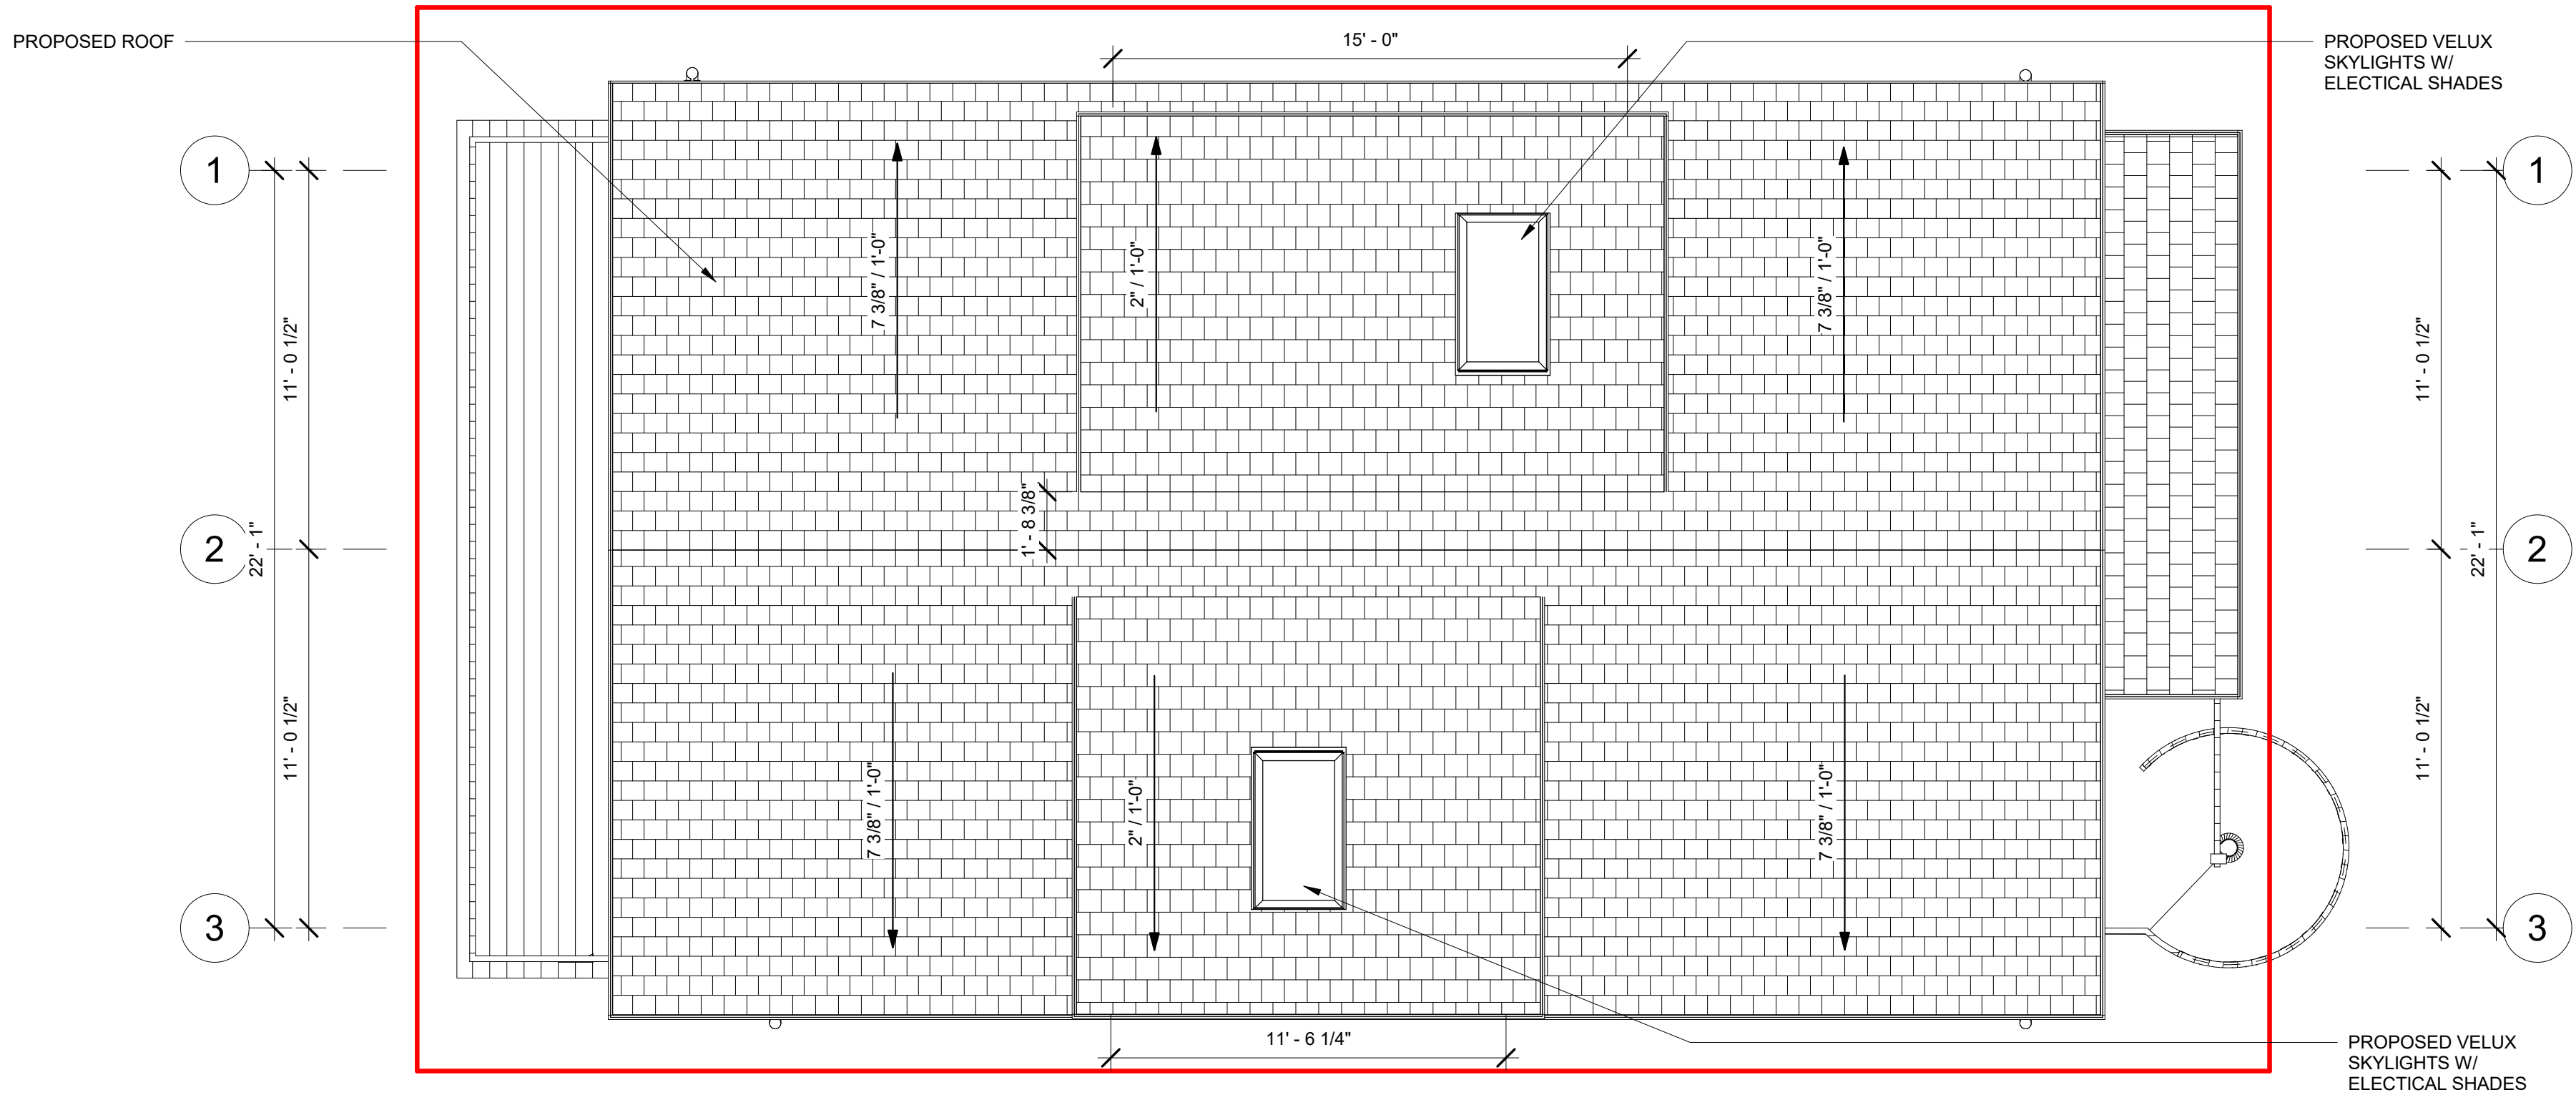 PROPOSED ROOF
15' - 0"
PROPOSED VELUX
SKYLIGHTS W/
ELECTICAL SHADES
1
1
7 3/8" / 1'-0"
2" / 1'-0"
7 3/8" / 1'-0"
11' - 0 1/2"
11' - 0 1/2"
1' - 8 3/8"
2
22' - 1"
22' - 1"
2
11' - 0 1/2"
11' - 0 1/2"
7 3/8" / 1'-0"
2" / 1'-0"
7 3/8" / 1'-0"
3
3
11' - 6 1/4"
PROPOSED VELUX
SKYLIGHTS W/
ELECTICAL SHADES